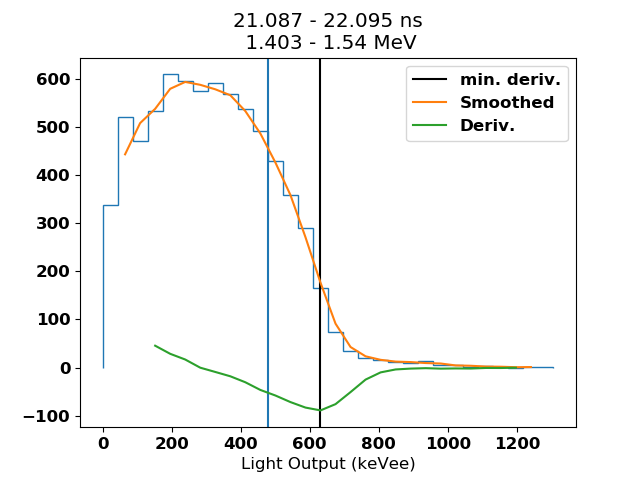 21.087 - 22.095 ns
1.403 - 1.54 MeV
min. deriv.
Smoothed
Deriv.
600
500
400
300
200
100
0
−100
0 200 400 600 800 1000 1200
Light Output (keVee)